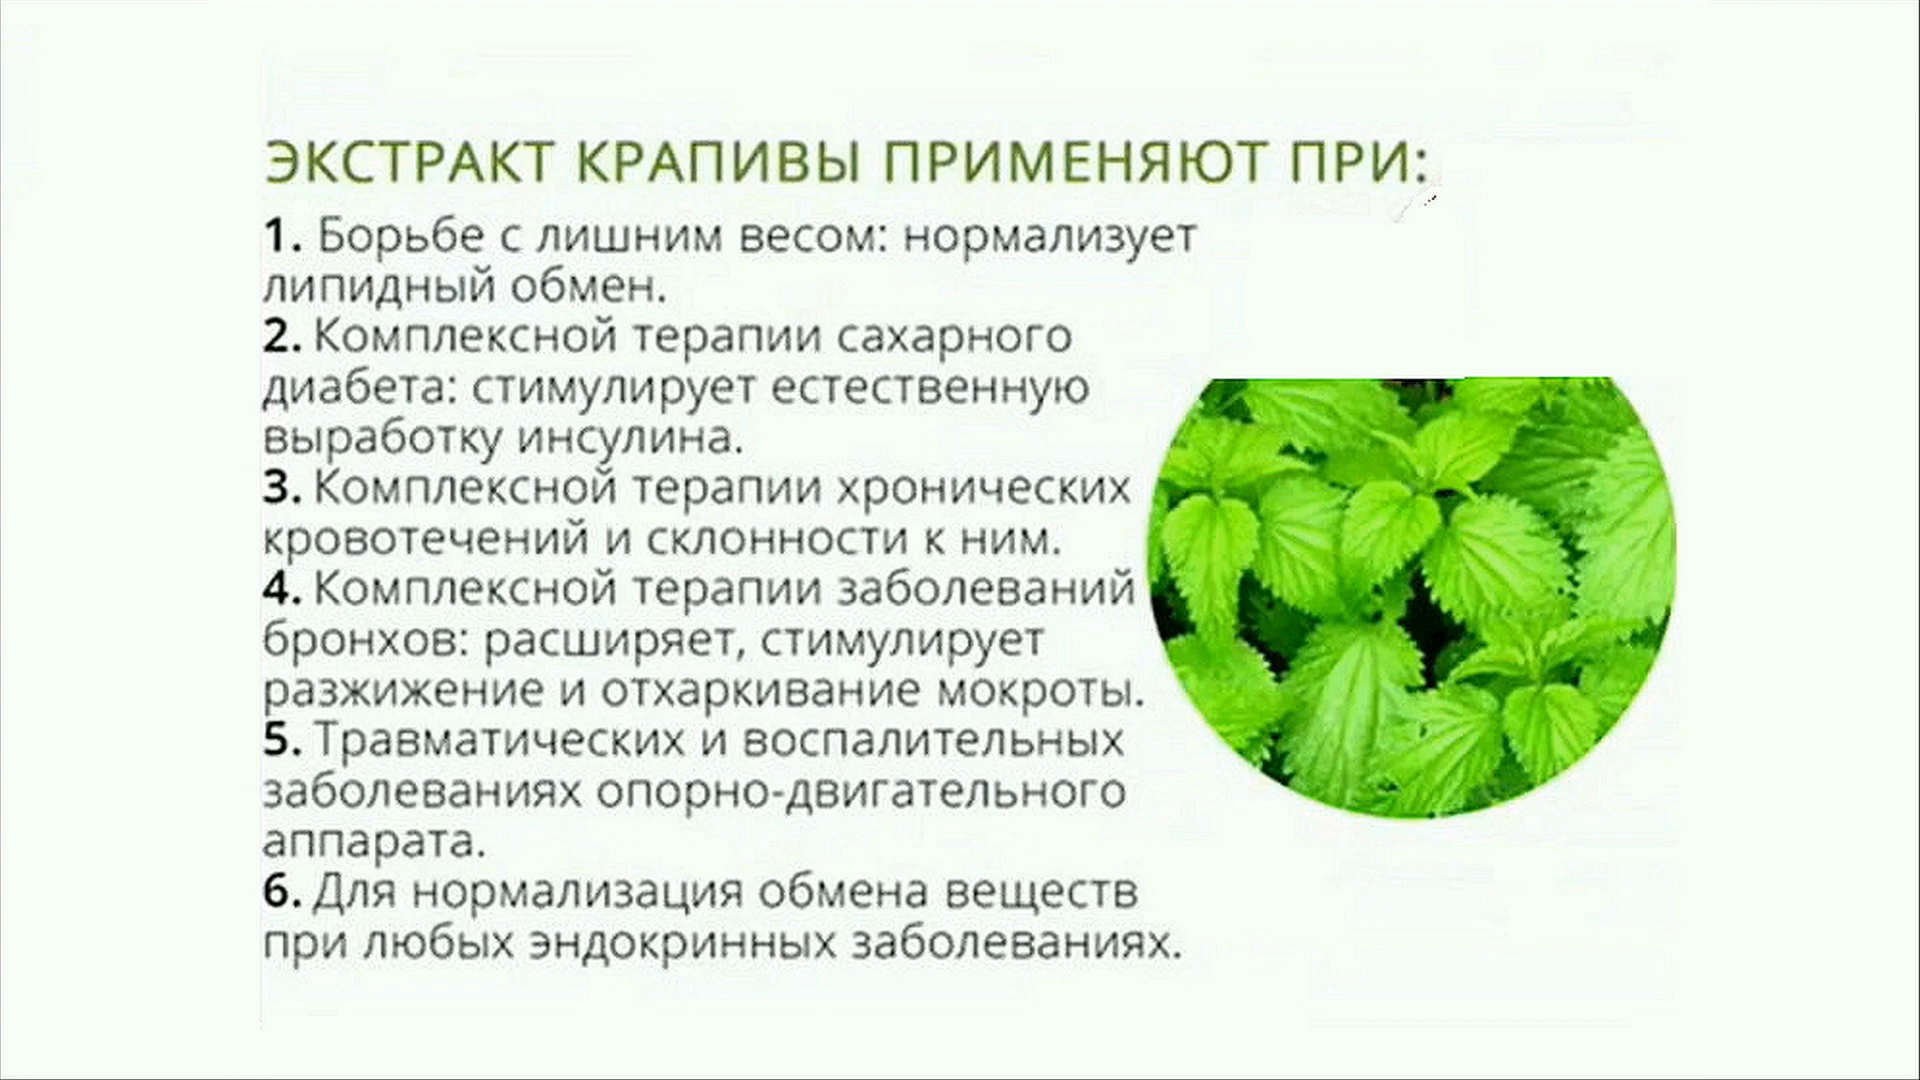 ЭКСТРАКТ КРАПИВЫ ПРИМЕНЯЮТ ПРИ:
1. Борьбе с лишним весом: нормализует
липидный обмен.
2. Комплексной терапии сахарного
диабета: стимулирует естественную
выработку инсулина.
3. Комплексной терапии хронических
кровотечений и склонности к ним.
4. Комплексной терапии заболеваний
бронхов: расширяет, стимулирует
разжижение и отхаркивание мокроты.
5. Травматических и воспалительных
заболеваниях опорно-двигательного
аппарата.
6. Для нормализация обмена веществ
при любых эндокринных заболеваниях.